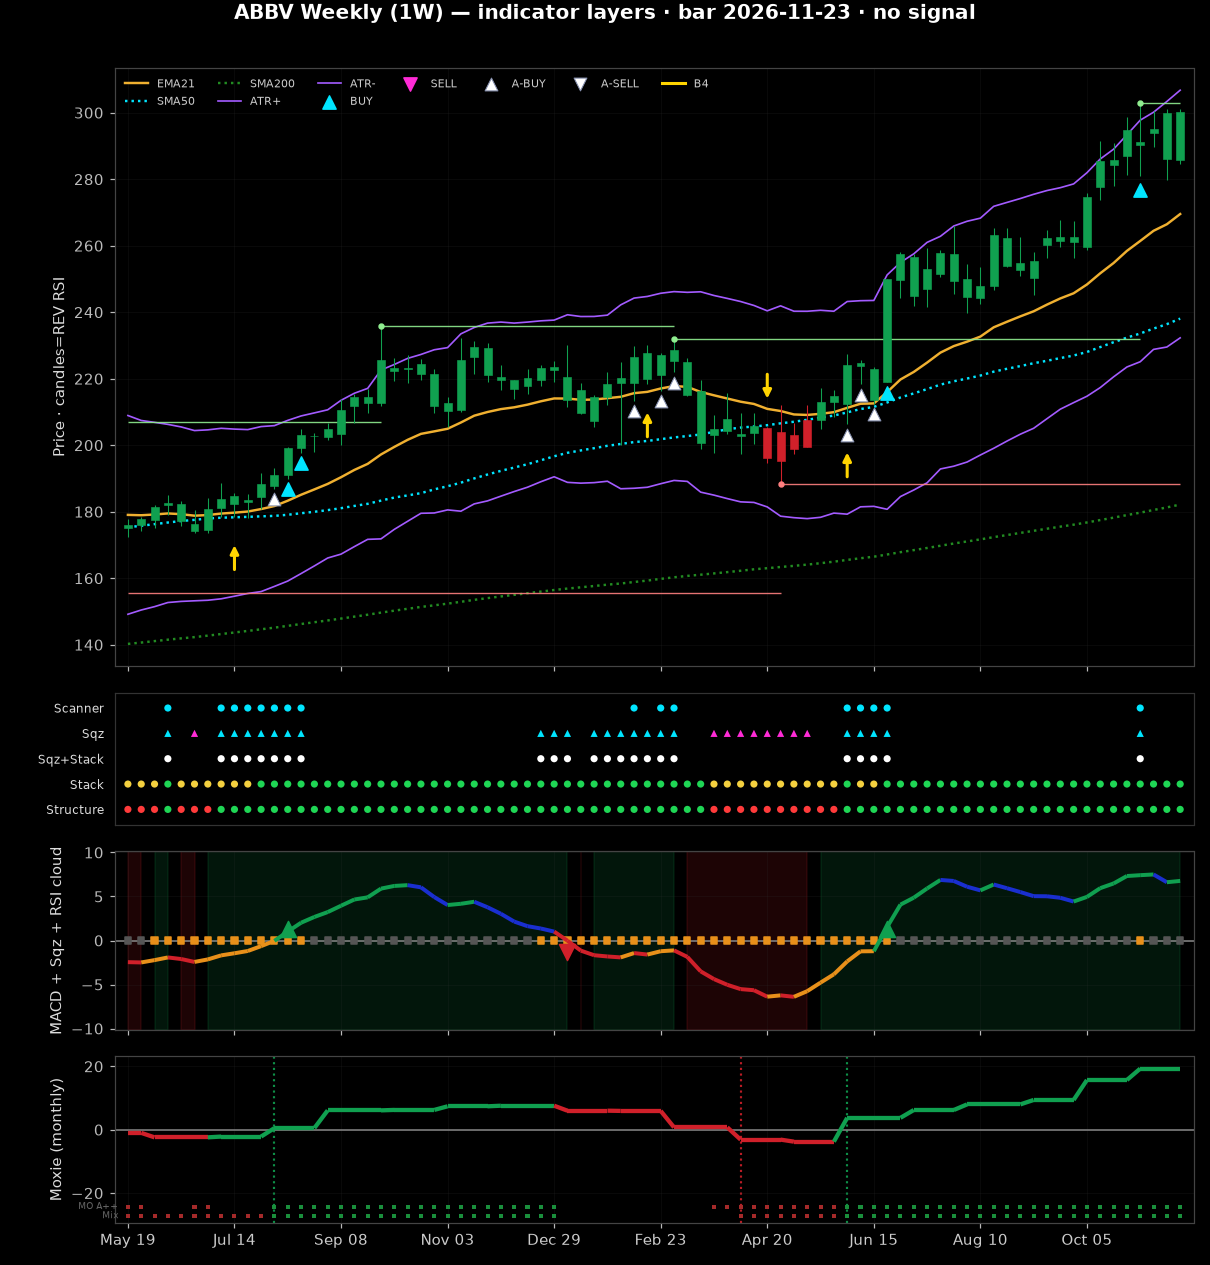 ABBV Weekly (1W) — indicator layers · bar 2026-11-23 · no signal
EMA21 SMA200 ATR- SELL A-BUY A-SELL B4
SMA50 ATR+ BUY
Price · candles=REV RSI
300
280
260
240
220
200
180
160
140
Scanner
Sqz
Sqz+Stack
Stack
Structure
MACD + Sqz + RSI cloud
10
5
0
−5
−10
Moxie (monthly)
20
0
−20
MO A++
Mix
May 19 Jul 14 Sep 08 Nov 03 Dec 29 Feb 23 Apr 20 Jun 15 Aug 10 Oct 05